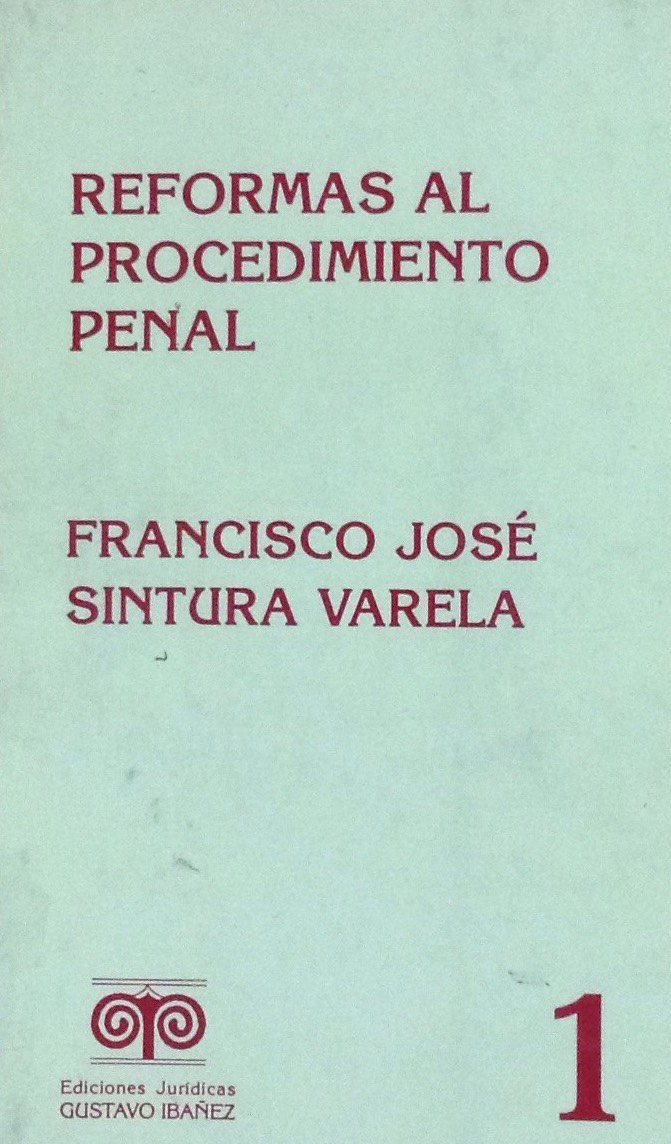 REFORMAS AL
PROCEDIMIENTO
PENAL
FRANCISCO JOSÉ
SINTURA VARELA
Ediciones Jurídicas
GUSTAVO IBAÑEZ
1